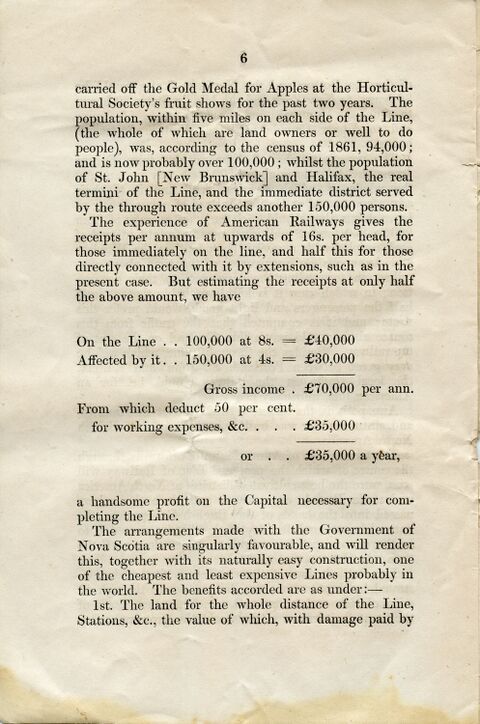 6
carried off the Gold Medal for Apples at the Horticul-
tural Society's fruit shows for the past two years. The
population, within five miles on each side of the Line,
(the whole of which are land owners or well to do
people), was, according to the census of 1861, 94,000;
and is now probably over 100,000; whilst the population
of St. John [New Brunswick] and Halifax, the real
termini of the Line, and the immediate district served
by the through route exceeds another 150,000 persons.
The experience of American Railways gives the
receipts per annum at upwards of 16s. per head, for
those immediately on the line, and half this for those
directly connected with it by extensions, such as in the
present case. But estimating the receipts at only half
the above amount, we have
On the Line . . 100,000 at 8s. = £40,000
Affected by it . . 150,000 at 4s. = £30,000
Gross income . £70,000 per ann.
From which deduct 50 per cent.
for working expenses, &c. . . . £35,000
or . . £35,000 a year,
a handsome profit on the Capital necessary for com-
pleting the Line.
The arrangements made with the Government of
Nova Scotia are singularly favourable, and will render
this, together with its naturally easy construction, one
of the cheapest and least expensive Lines probably in
the world. The benefits accorded are as under:—
1st. The land for the whole distance of the Line,
Stations, &c., the value of which, with damage paid by